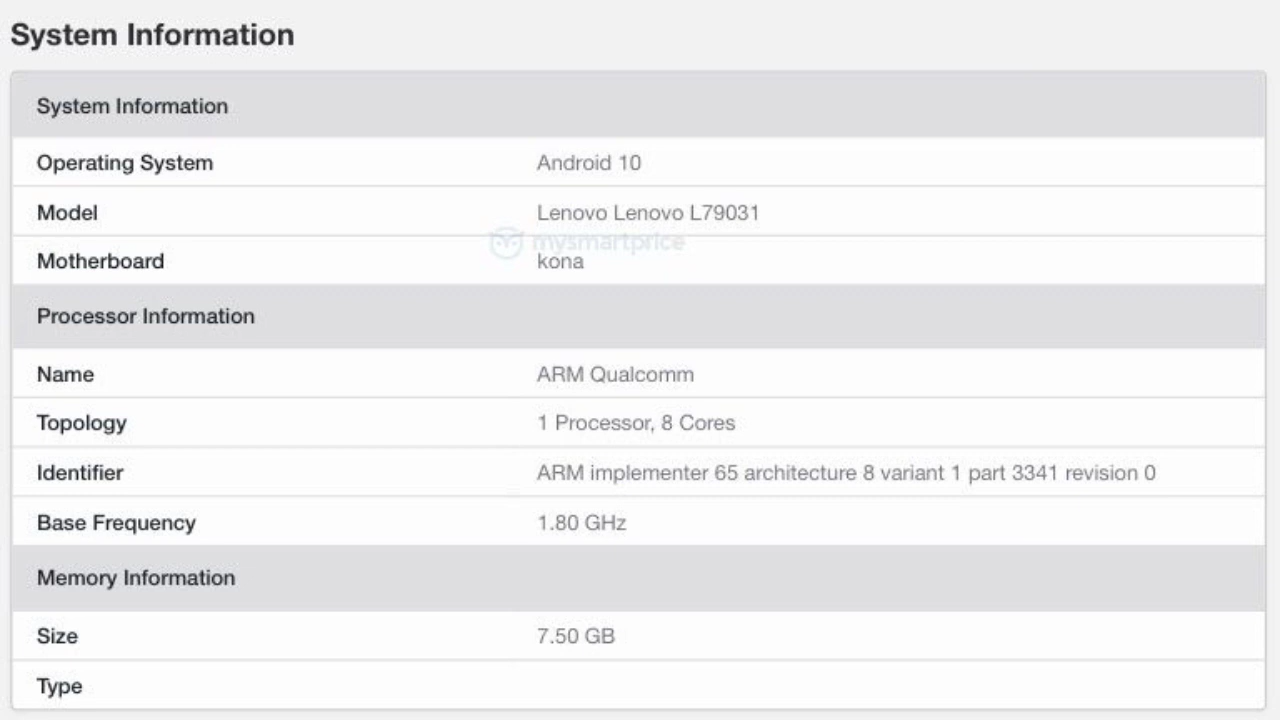 System Information
System Information
Operating System Android 10
Model Lenovo Lenovo L79031
mysmartprice
Motherboard kona
Processor Information
Name ARM Qualcomm
Topology 1 Processor, 8 Cores
Identifier ARM implementer 65 architecture 8 variant 1 part 3341 revision 0
Base Frequency 1.80 GHz
Memory Information
Size 7.50 GB
Type